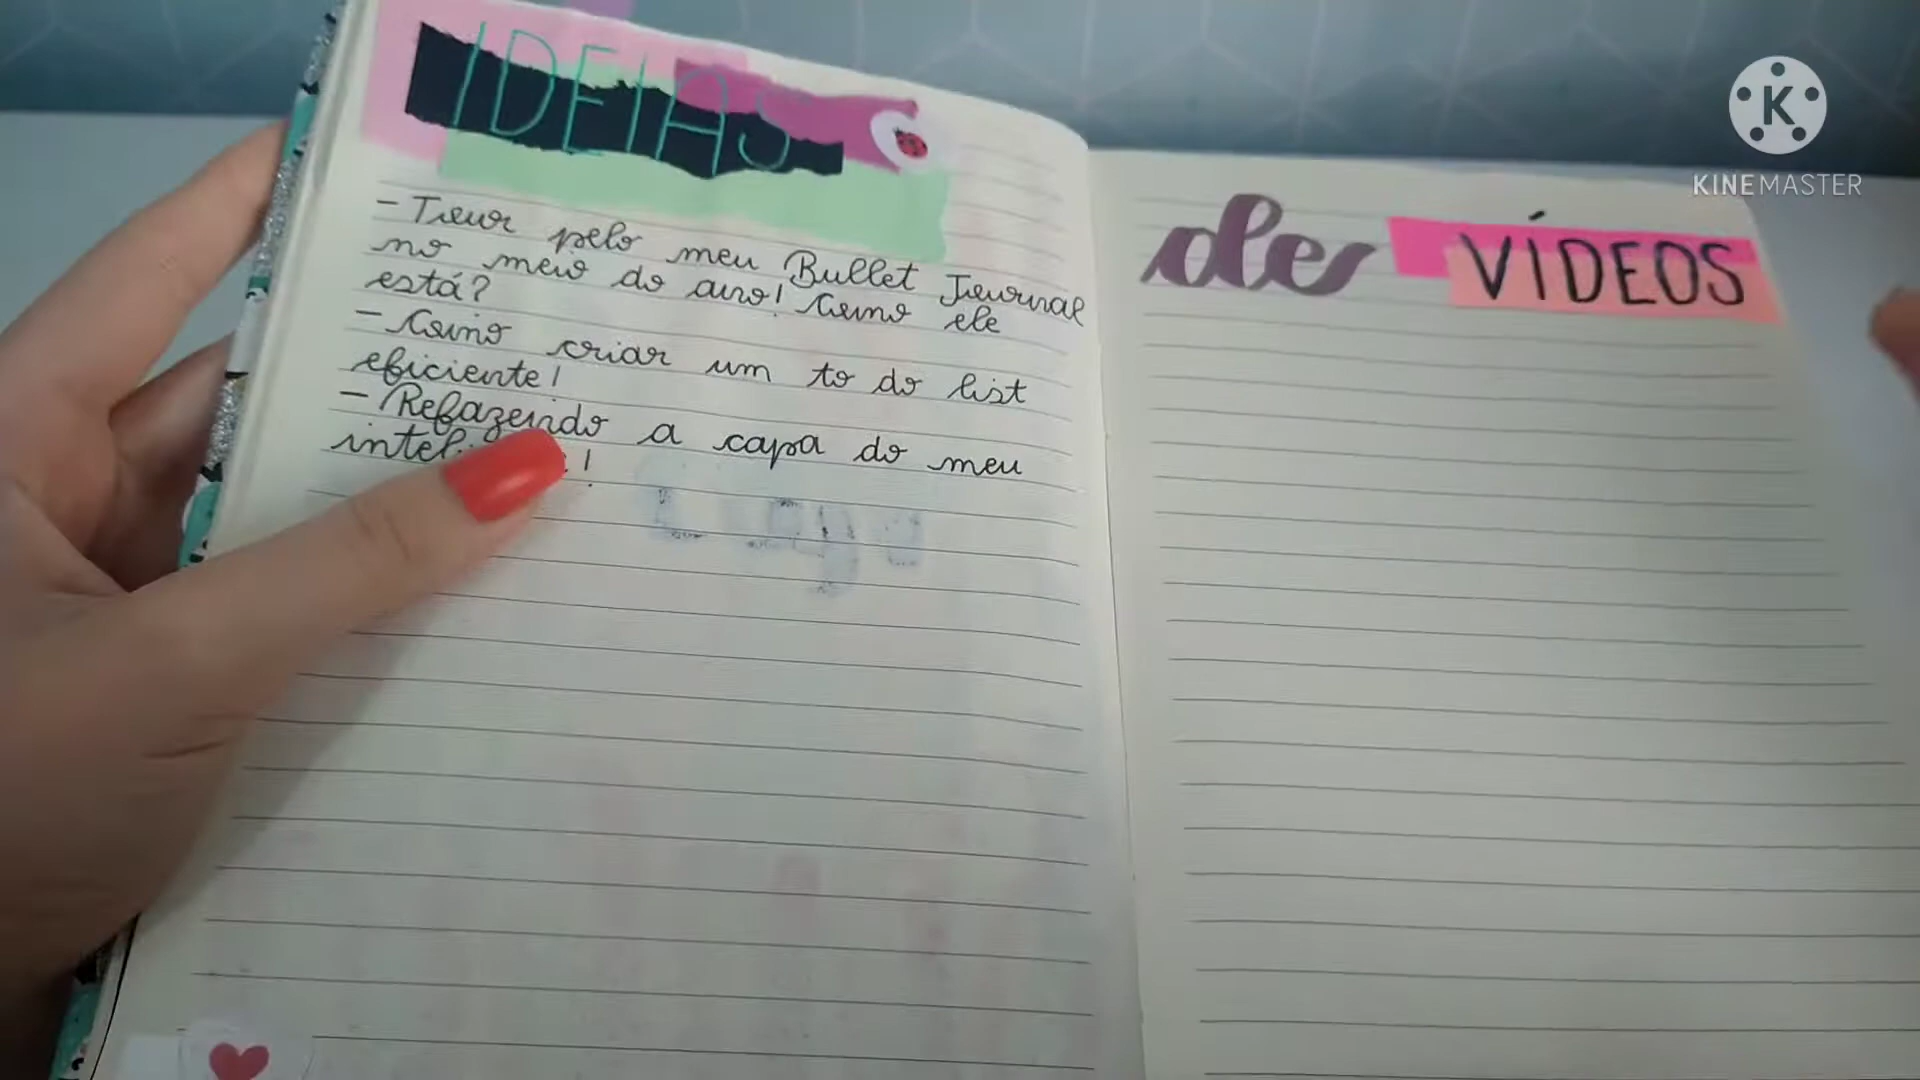 IDEIAS
- Tour pelo meu Bullet Journal
no meio do ano! Como ele
está?
- Como criar um to do list
eficiente!
- Refazendo a capa do meu
!
de VÍDEOS
KINEMASTER